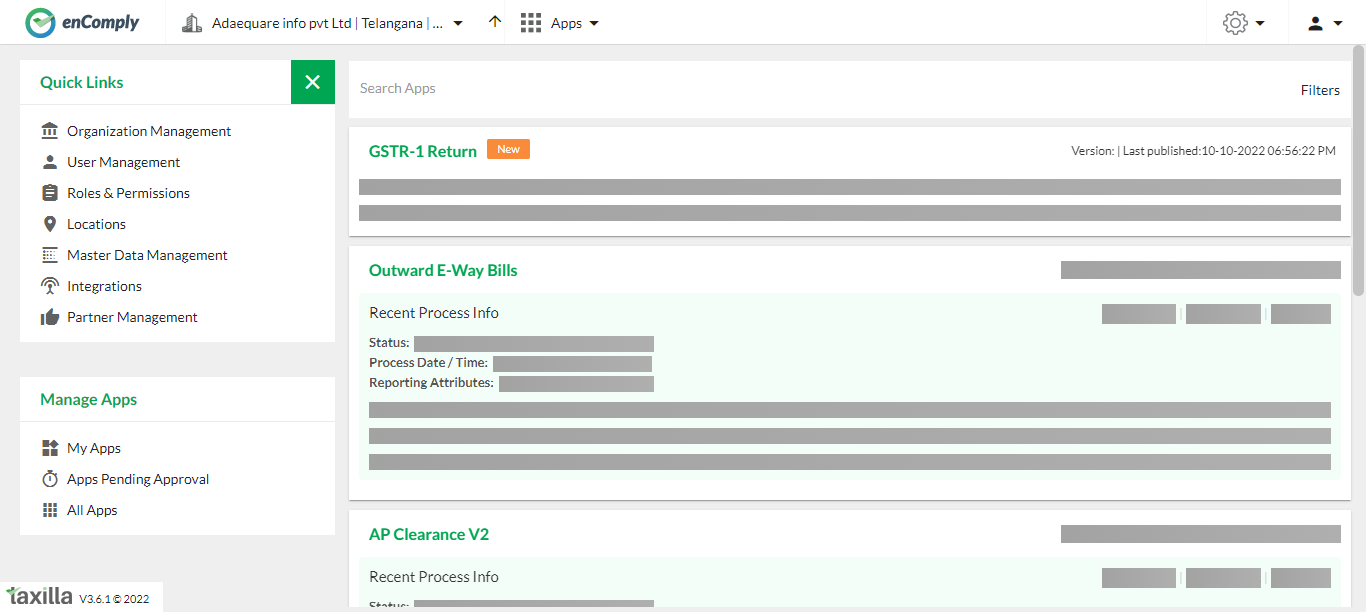 enComply
Adaequare info pvt Ltd | Telangana | ...
Apps
Quick Links
Organization Management
User Management
Roles & Permissions
Locations
Master Data Management
Integrations
Partner Management
Manage Apps
My Apps
Apps Pending Approval
All Apps
taxilla V3.6.1 © 2022
Search Apps
Filters
GSTR-1 Return New
Version: | Last published:10-10-2022 06:56:22 PM
Outward E-Way Bills
Recent Process Info
Status:
Process Date / Time:
Reporting Attributes:
AP Clearance V2
Recent Process Info
Status: